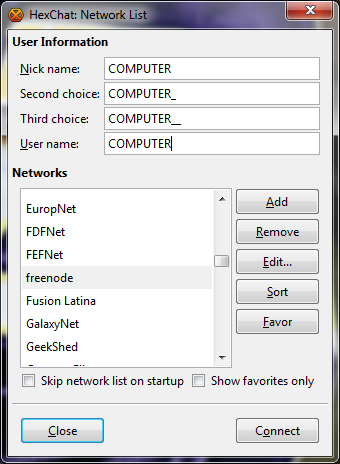 HexChat: Network List
User Information
Nick name: COMPUTER
Second choice: COMPUTER_
Third choice: COMPUTER__
User name: COMPUTER
Networks
EuropNet
FDFNet
FEFNet
freenode
Fusion Latina
GalaxyNet
GeekShed
Add
Remove
Edit...
Sort
Favor
Skip network list on startup Show favorites only
Close Connect